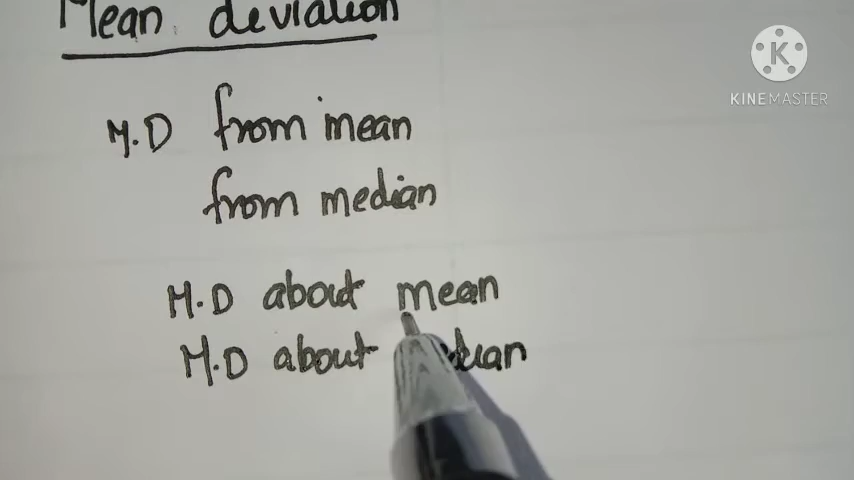 Mean deviation
M.D from mean
from median
M.D about mean
M.D about
K
KINEMASTER